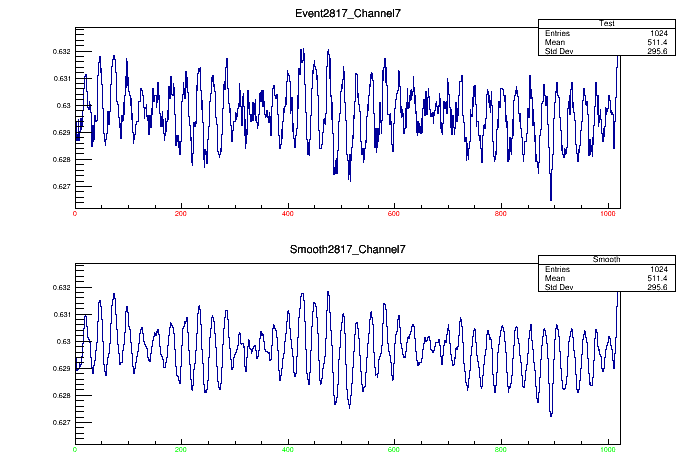 Event2817_Channel7
Test
Entries 1024
Mean 511.4
Std Dev 295.6
0.632
0.631
0.63
0.629
0.628
0.627
0 200 400 600 800 1000
Smooth2817_Channel7
Smooth
Entries 1024
Mean 511.4
Std Dev 295.6
0.632
0.631
0.63
0.629
0.628
0.627
0 200 400 600 800 1000